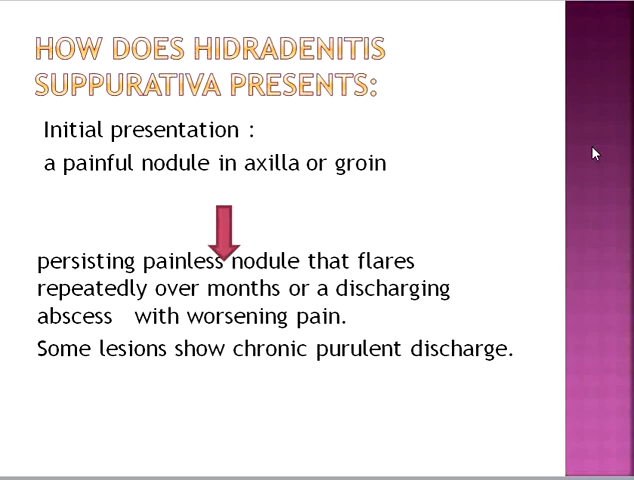 HOW DOES HIDRADENITIS
SUPPURATIVA PRESENTS:
Initial presentation :
a painful nodule in axilla or groin
persisting painless nodule that flares
repeatedly over months or a discharging
abscess with worsening pain.
Some lesions show chronic purulent discharge.